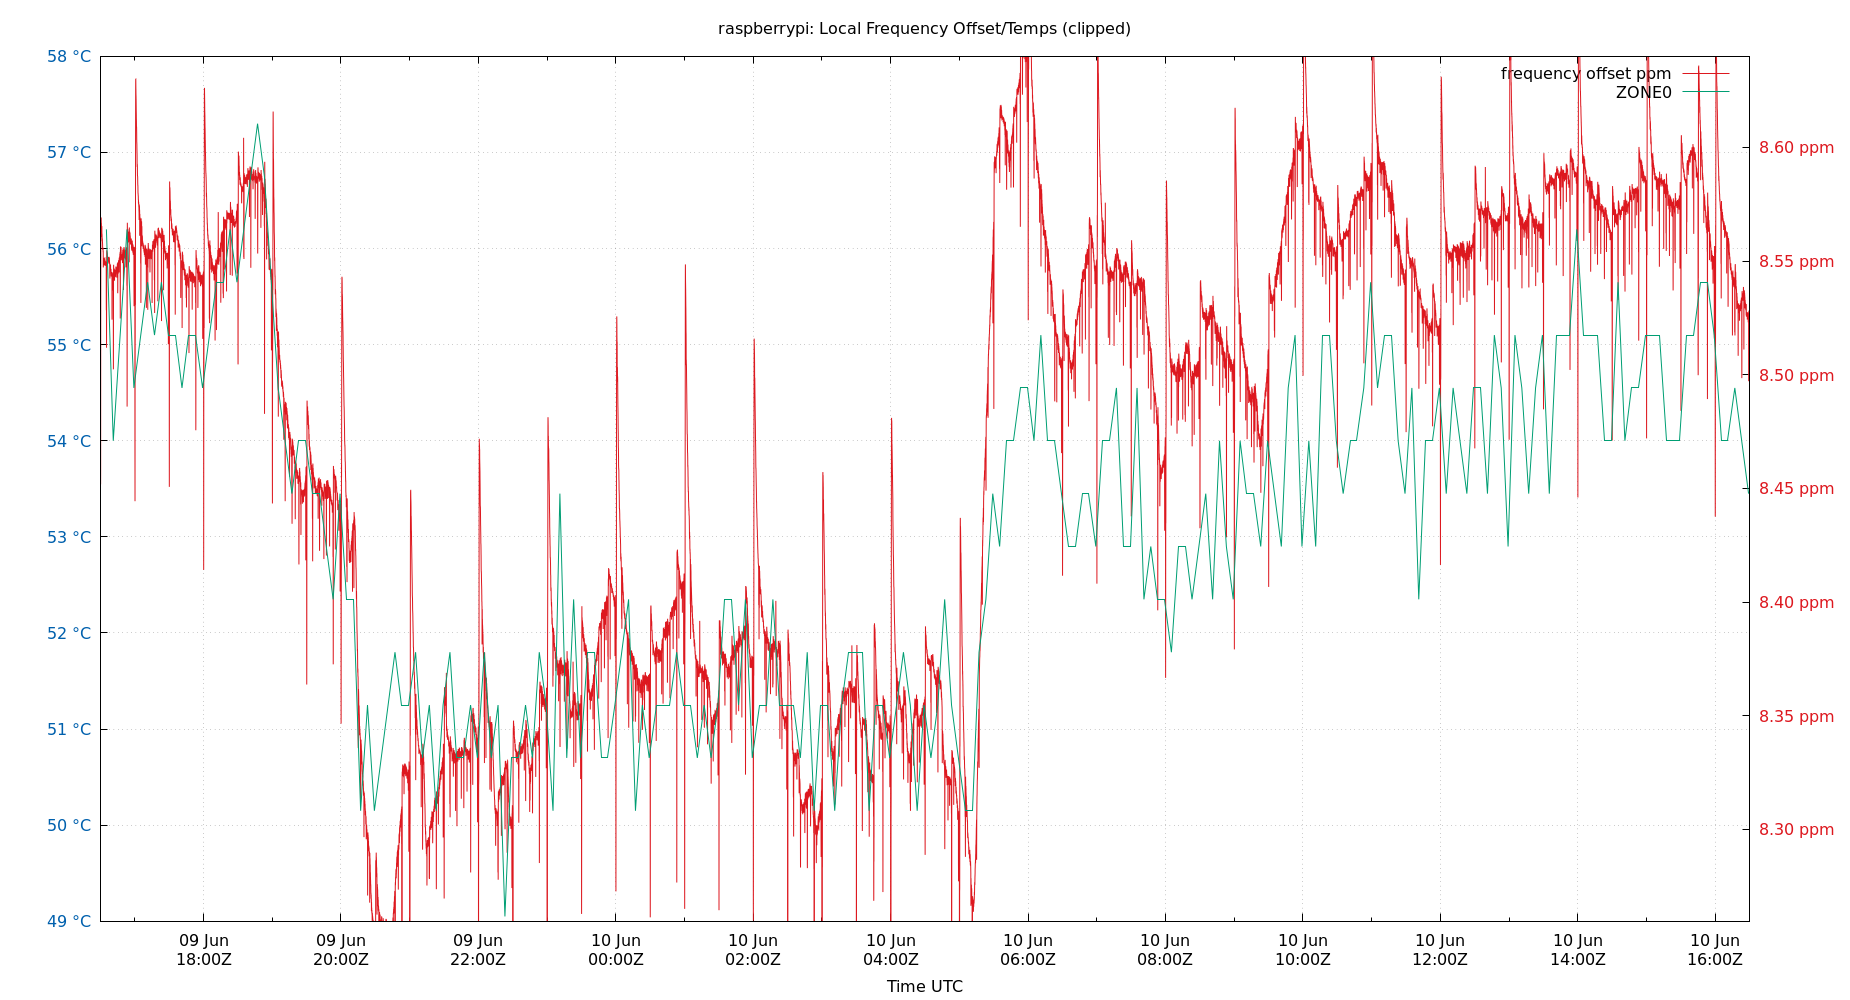 raspberrypi: Local Frequency Offset/Temps (clipped)
58 °C
57 °C
56 °C
55 °C
54 °C
53 °C
52 °C
51 °C
50 °C
49 °C
frequency offset ppm
ZONE0
8.60 ppm
8.55 ppm
8.50 ppm
8.45 ppm
8.40 ppm
8.35 ppm
8.30 ppm
09 Jun
18:00Z
09 Jun
20:00Z
09 Jun
22:00Z
10 Jun
00:00Z
10 Jun
02:00Z
10 Jun
04:00Z
10 Jun
06:00Z
10 Jun
08:00Z
10 Jun
10:00Z
10 Jun
12:00Z
10 Jun
14:00Z
10 Jun
16:00Z
Time UTC